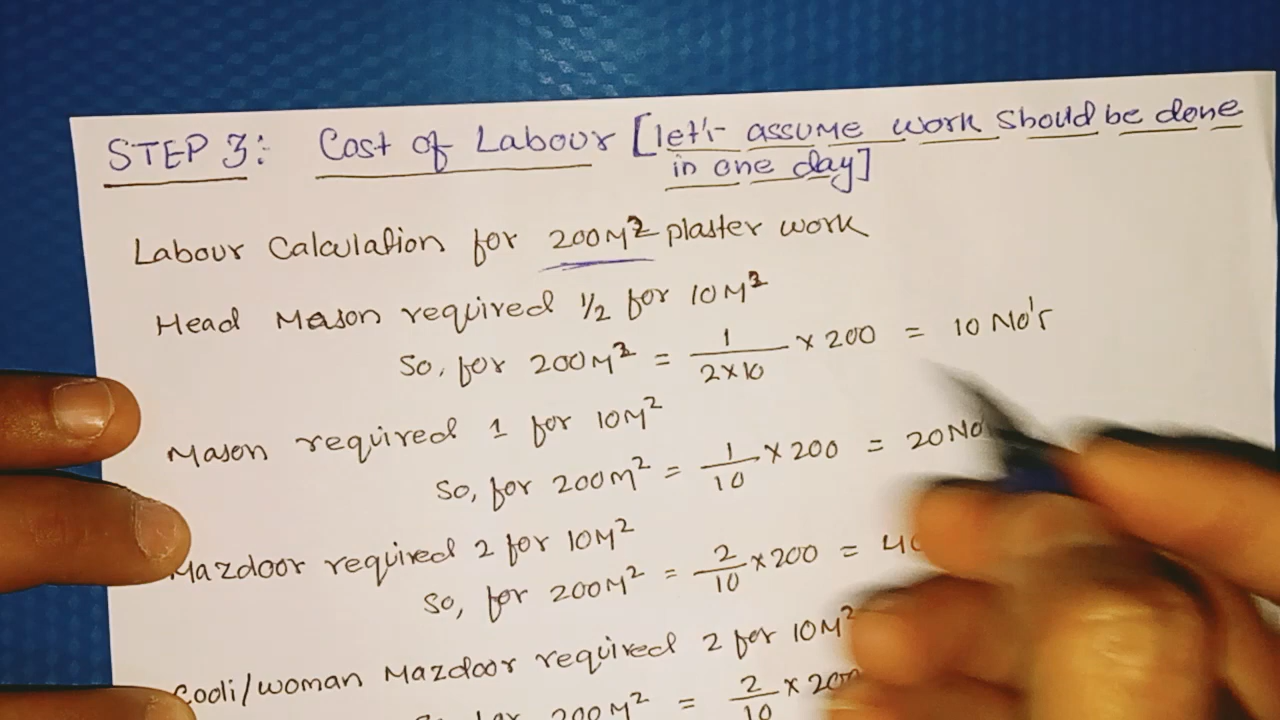 STEP 3: Cost of Labour [let's assume work should be done
in one day]
Labour Calculation for 200M² plaster work
Head Mason required 1/2 for 10M²
So, for 200M² = 1/(2×10) × 200 = 10 No's
Mason required 1 for 10M²
So, for 200M² = 1/10 × 200 = 20 No
Mazdoor required 2 for 10M²
So, for 200M² = 2/10 × 200 = 40
Cooli/woman Mazdoor required 2 for 10M²
200M² = 2/10 × 200